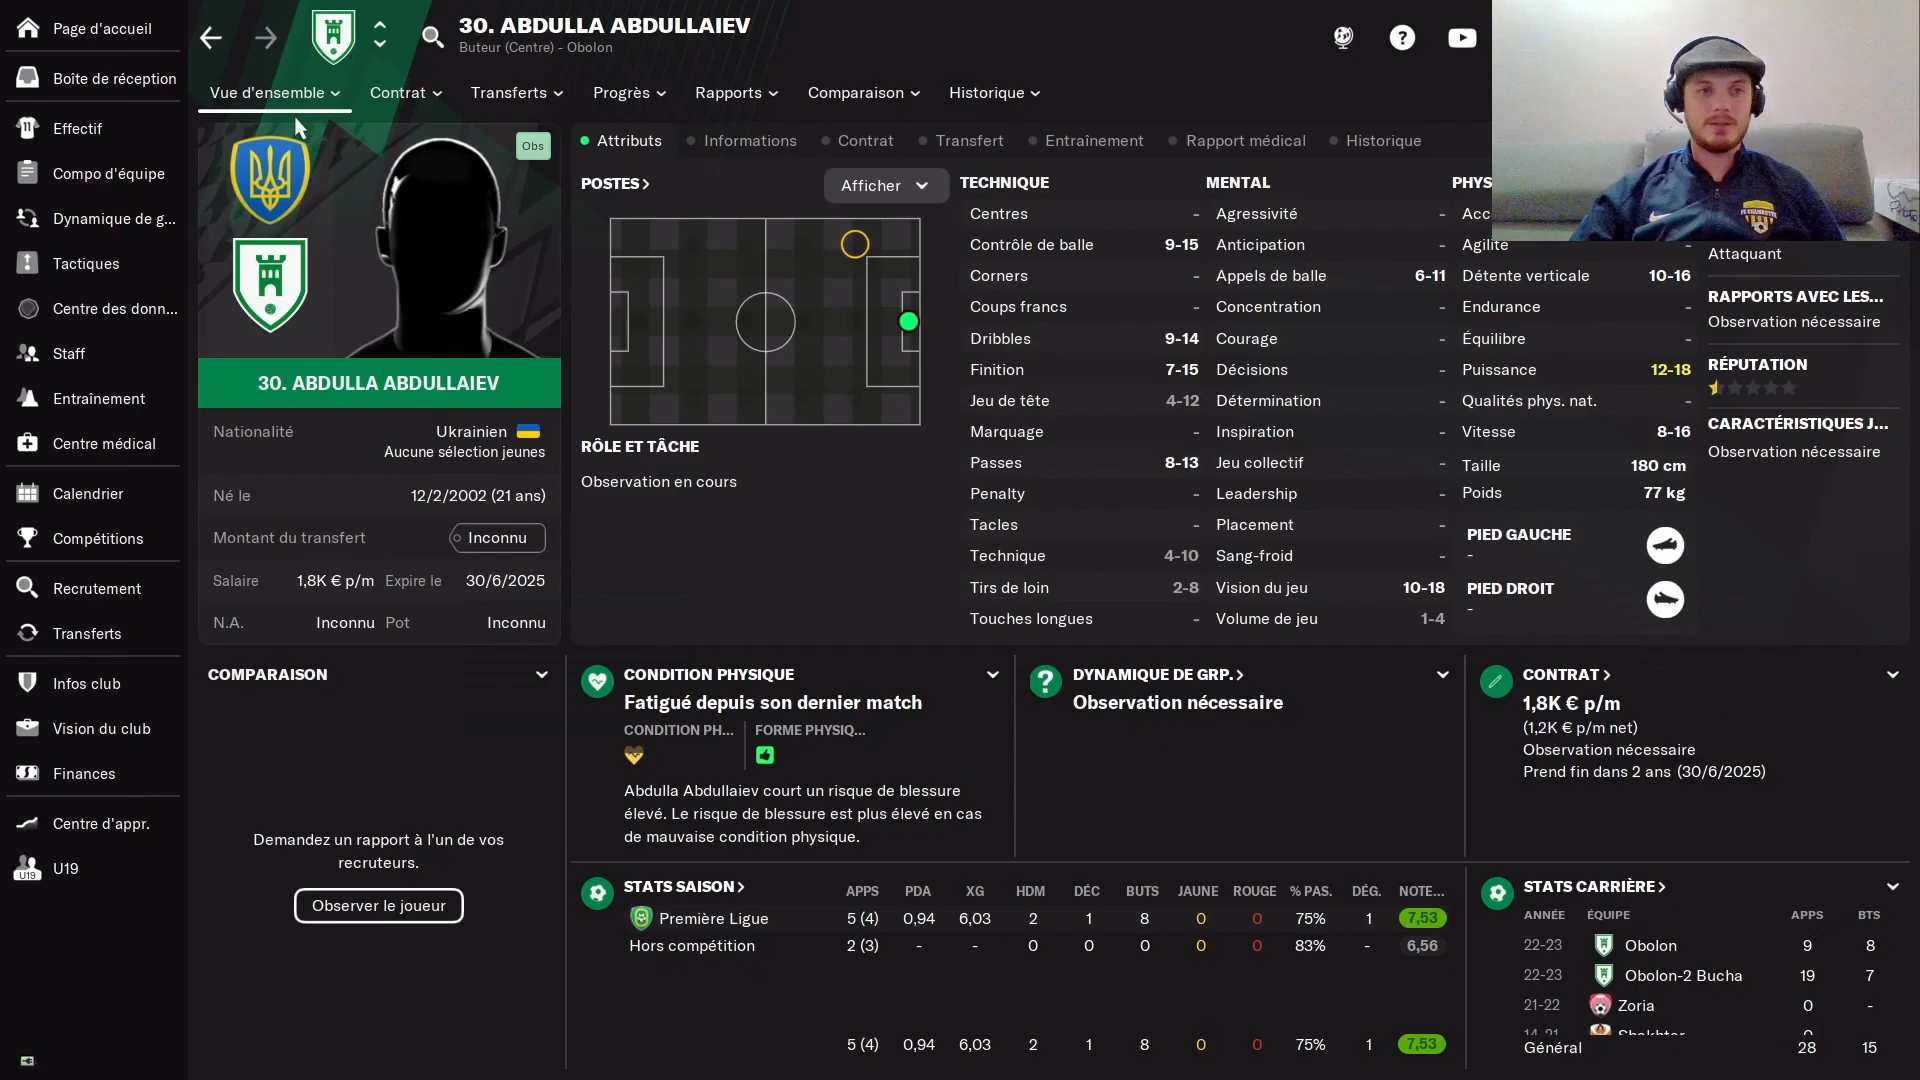 Page d'accueil
Boîte de réception
Effectif
Compo d'équipe
Dynamique de g...
Tactiques
Centre des donn...
Staff
Entraînement
Centre médical
Calendrier
Compétitions
Recrutement
Transferts
Infos club
Vision du club
Finances
Centre d'appr.
U19
U19
30. ABDULLA ABDULLAIEV
Buteur (Centre) - Obolon
Vue d'ensemble Contrat Transferts Progrès Rapports Comparaison Historique
Obs
30. ABDULLA ABDULLAIEV
Nationalité Ukrainien
Aucune sélection jeunes
Né le 12/2/2002 (21 ans)
Montant du transfert Inconnu
Salaire 1,8K € p/m Expire le 30/6/2025
N.A. Inconnu Pot Inconnu
Attributs Informations Contrat Transfert Entraînement Rapport médical Historique
POSTES
Afficher
RÔLE ET TÂCHE
Observation en cours
TECHNIQUE
Centres -
Contrôle de balle 9-15
Corners -
Coups francs -
Dribbles 9-14
Finition 7-15
Jeu de tête 4-12
Marquage -
Passes 8-13
Penalty -
Tacles -
Technique 4-10
Tirs de loin 2-8
Touches longues -
MENTAL
Agressivité -
Anticipation -
Appels de balle 6-11
Concentration -
Courage -
Décisions -
Détermination -
Inspiration -
Jeu collectif -
Leadership -
Placement -
Sang-froid -
Vision du jeu 10-18
Volume de jeu 1-4
PHYS
Acc
Agilité -
Détente verticale 10-16
Endurance -
Équilibre -
Puissance 12-18
Qualités phys. nat. -
Vitesse 8-16
Taille 180 cm
Poids 77 kg
PIED GAUCHE
-
PIED DROIT
-
Attaquant
RAPPORTS AVEC LES...
Observation nécessaire
RÉPUTATION
CARACTÉRISTIQUES J...
Observation nécessaire
COMPARAISON
Demandez un rapport à l'un de vos
recruteurs.
Observer le joueur
CONDITION PHYSIQUE
Fatigué depuis son dernier match
CONDITION PH... FORME PHYSIQ...
Abdulla Abdullaiev court un risque de blessure
élevé. Le risque de blessure est plus élevé en cas
de mauvaise condition physique.
DYNAMIQUE DE GRP.
Observation nécessaire
CONTRAT
1,8K € p/m
(1,2K € p/m net)
Observation nécessaire
Prend fin dans 2 ans (30/6/2025)
STATS SAISON APPS PDA XG HDM DÉC BUTS JAUNE ROUGE % PAS. DÉG. NOTE...
Première Ligue 5 (4) 0,94 6,03 2 1 8 0 0 75% 1 7,53
Hors compétition 2 (3) - - 0 0 0 0 0 83% - 6,56
5 (4) 0,94 6,03 2 1 8 0 0 75% 1 7,53
STATS CARRIÈRE
ANNÉE ÉQUIPE APPS BTS
22-23 Obolon 9 8
22-23 Obolon-2 Bucha 19 7
21-22 Zoria 0 -
14-21 Shakhtar 0
Général 28 15